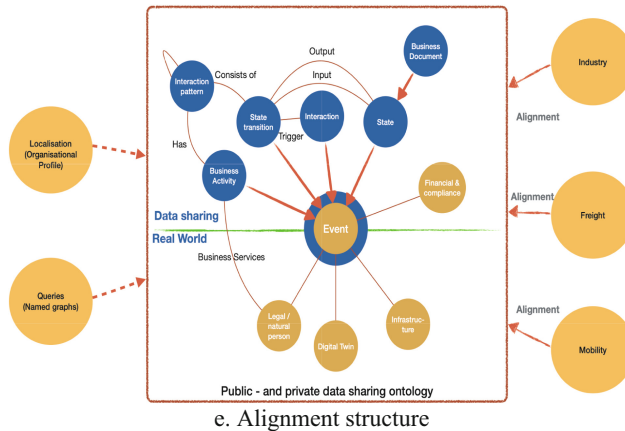 Output
Business
Document
Interaction
pattern
Consists of
Input
Industry
State
transition
Interaction
State
Trigger
Alignment
Localisation
(Organisational
Profile)
Has
Business
Activity
Financial &
compliance
Alignment
Data sharing
Event
Freight
Real World
Business Services
Queries
(Named graphs)
Alignment
Legal /
natural
person
Digital Twin
Infrastruc-
ture
Mobility
Public - and private data sharing ontology
e. Alignment structure